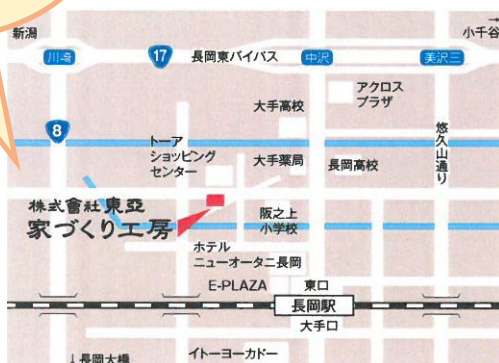 新潟
小千谷
川崎
17
長岡東バイパス
中沢
美沢三
アクロス
プラザ
大手高校
8
トーア
ショッピング
センター
大手薬局
長岡高校
悠久山通り
株式會社東亞
家づくり工房
阪之上
小学校
ホテル
ニューオータニ長岡
E-PLAZA
東口
長岡駅
大手口
↓長岡大橋
イトーヨーカドー